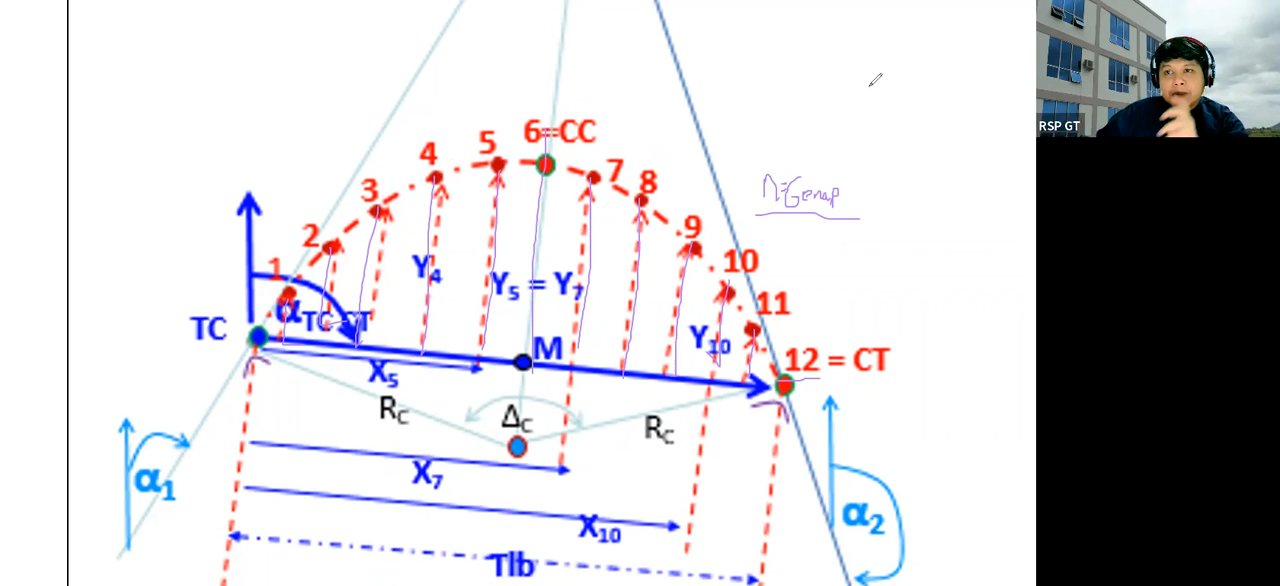 6=CC
5
4
7
8
3
RSP GT
n=Genap
2
9
10
1
Y4
Y5 = Y7
αTC-CT
11
TC
Y10
M
12 = CT
X5
RC
ΔC
RC
α1
X7
α2
X10
Tlb